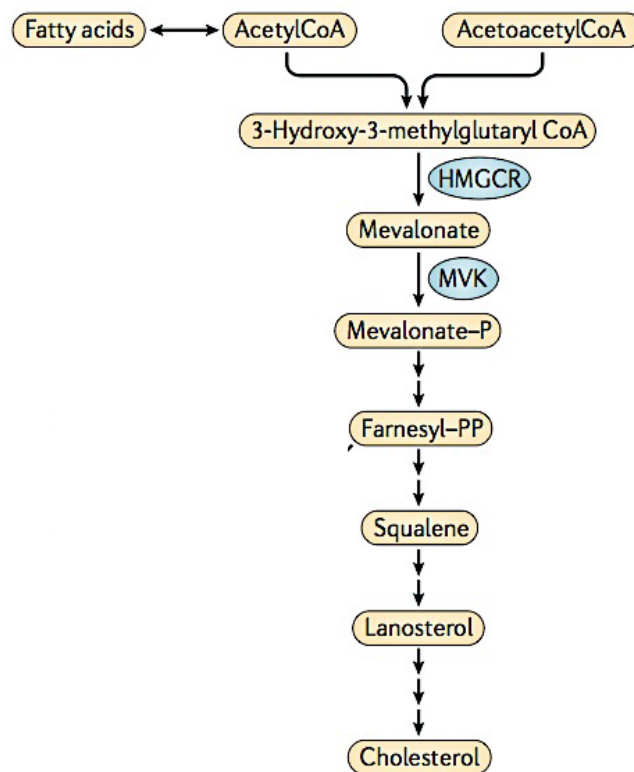 Fatty acids
AcetylCoA
AcetoacetylCoA
3-Hydroxy-3-methylglutaryl CoA
HMGCR
Mevalonate
MVK
Mevalonate–P
Farnesyl–PP
Squalene
Lanosterol
Cholesterol